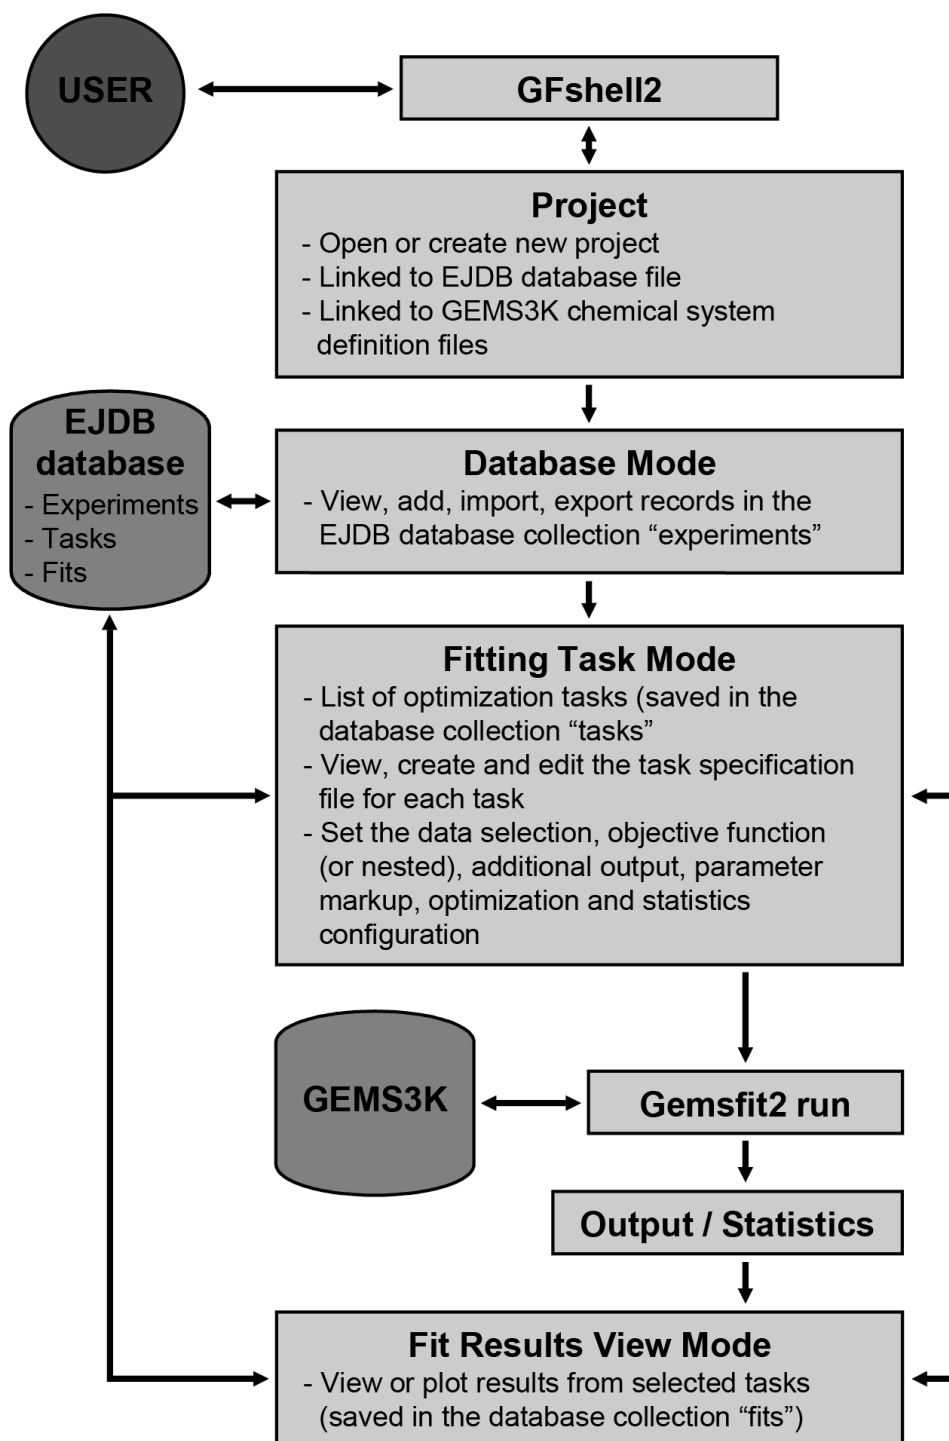 USER
GFshell2
Project
- Open or create new project
- Linked to EJDB database file
- Linked to GEMS3K chemical system
definition files
EJDB
database
- Experiments
- Tasks
- Fits
Database Mode
- View, add, import, export records in the
EJDB database collection “experiments”
Fitting Task Mode
- List of optimization tasks (saved in the
database collection “tasks”
- View, create and edit the task specification
file for each task
- Set the data selection, objective function
(or nested), additional output, parameter
markup, optimization and statistics
configuration
GEMS3K
Gemsfit2 run
Output / Statistics
Fit Results View Mode
- View or plot results from selected tasks
(saved in the database collection “fits”)